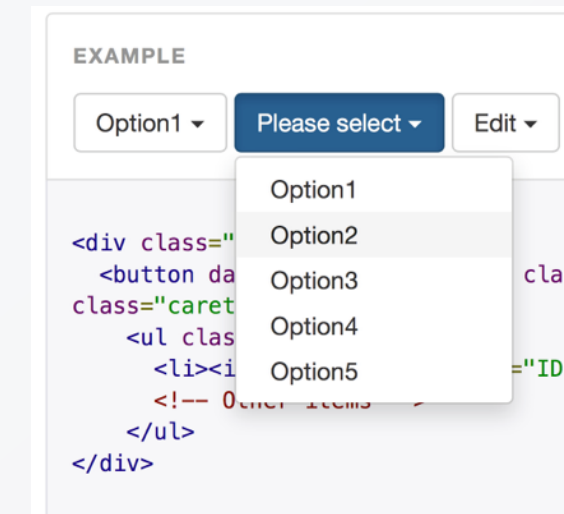 EXAMPLE
Option1 Please select Edit
Option1
Option2
Option3
Option4
Option5
<div class="
<button da cla
class="caret
<ul clas
<li><i ="ID
<!-- Other items
</ul>
</div>